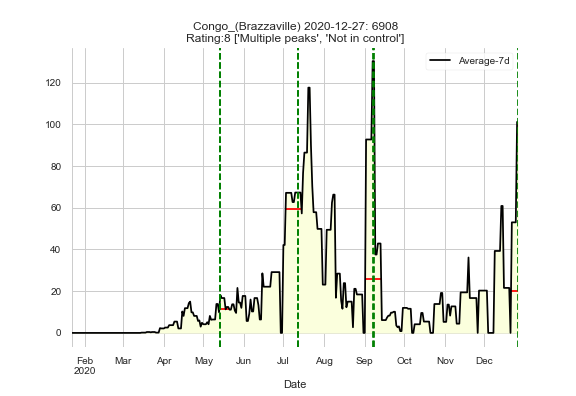 Congo_(Brazzaville) 2020-12-27: 6908
Rating:8 ['Multiple peaks', 'Not in control']
Average-7d
120
100
80
60
40
20
0
Feb Mar Apr May Jun Jul Aug Sep Oct Nov Dec
2020
Date